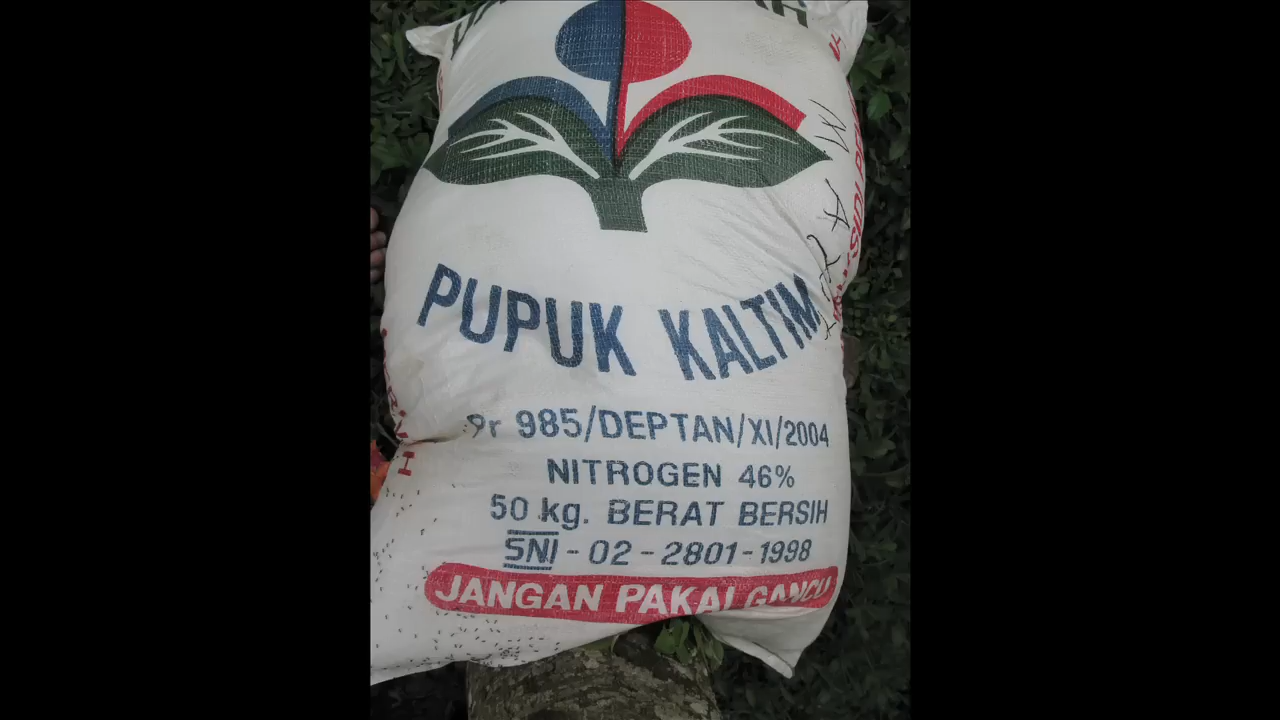 PUPUK KALTIM
Pr 985/DEPTAN/XI/2004
NITROGEN 46%
50 kg. BERAT BERSIH
SNI - 02 - 2801 - 1998
JANGAN PAKAI GANCU